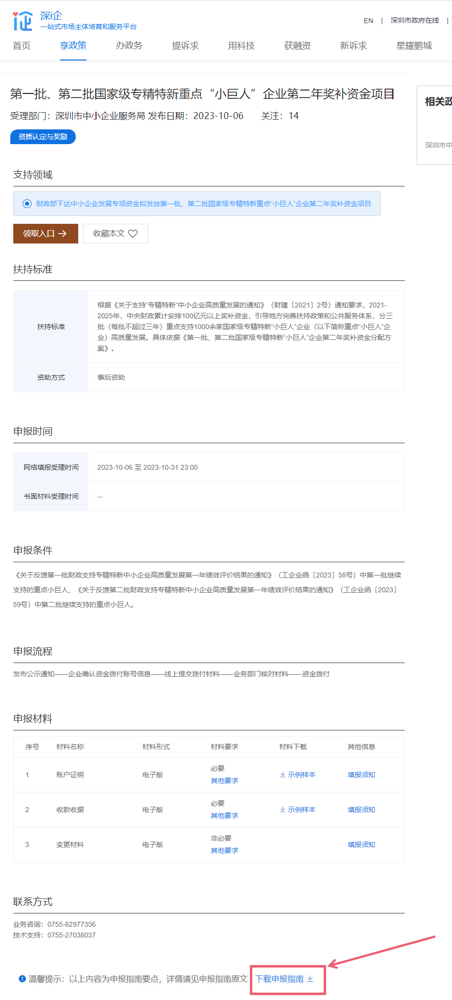 深i企
一站式市场主体培育和服务平台
EN | 深圳市政府在线 |
首页 享政策 办政务 提诉求 用科技 获融资 新诉求 星耀鹏城
第一批、第二批国家级专精特新重点“小巨人”企业第二年奖补资金项目
受理部门：深圳市中小企业服务局 发布日期：2023-10-06 关注：14
资质认定与奖励
相关政
深圳市中
支持领域
财政部下达中小企业发展专项资金拟发放第一批、第二批国家级专精特新重点“小巨人”企业第二年奖补资金项目
领取入口 → 收藏本文
扶持标准
扶持标准
根据《关于支持“专精特新”中小企业高质量发展的通知》（财建〔2021〕2号）通知要求，2021-
2025年，中央财政累计安排100亿元以上奖补资金，引导地方完善扶持政策和公共服务体系，分三
批（每批不超过三年）重点支持1000余家国家级专精特新“小巨人”企业（以下简称重点“小巨人”企
业）高质量发展。具体依据《第一批、第二批国家级专精特新“小巨人”企业第二年奖补资金分配方
案》。
资助方式 事后资助
申报时间
网络填报受理时间 2023-10-06 至 2023-10-31 23:00
书面材料受理时间 --
申报条件
《关于反馈第一批财政支持专精特新中小企业高质量发展第一年绩效评价结果的通知》（工企业函〔2023〕58号）中第一批继续
支持的重点小巨人、《关于反馈第二批财政支持专精特新中小企业高质量发展第一年绩效评价结果的通知》（工企业函〔2023〕
59号）中第二批继续支持的重点小巨人。
申报流程
发布公示通知——企业确认资金拨付账号信息——线上提交拨付材料——业务部门核对材料——资金拨付
申报材料
序号 材料名称 材料形式 材料要求 材料下载 其他信息
1 账户证明 电子版 必要 其他要求 示例样本 填报须知
2 收款收据 电子版 必要 其他要求 示例样本 填报须知
3 变更材料 电子版 非必要 其他要求 填报须知
联系方式
业务咨询：0755-82977356
技术支持：0755-27038037
温馨提示：以上内容为申报指南要点，详情请见申报指南原文 下载申报指南